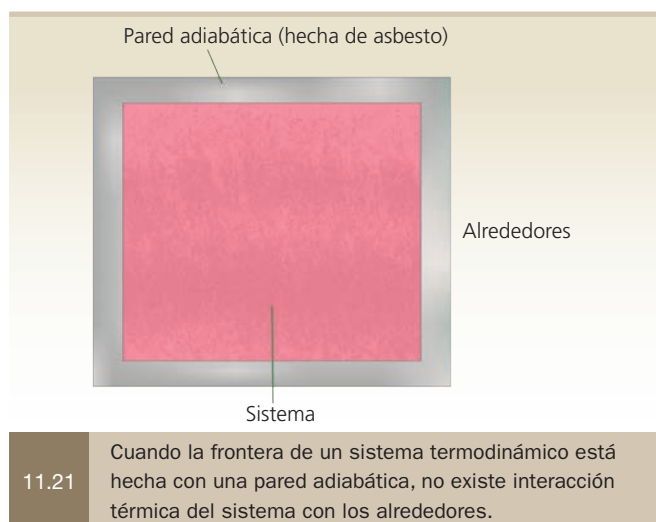 Pared adiabática (hecha de asbesto)
Alrededores
Sistema
11.21
Cuando la frontera de un sistema termodinámico está
hecha con una pared adiabática, no existe interacción
térmica del sistema con los alrededores.